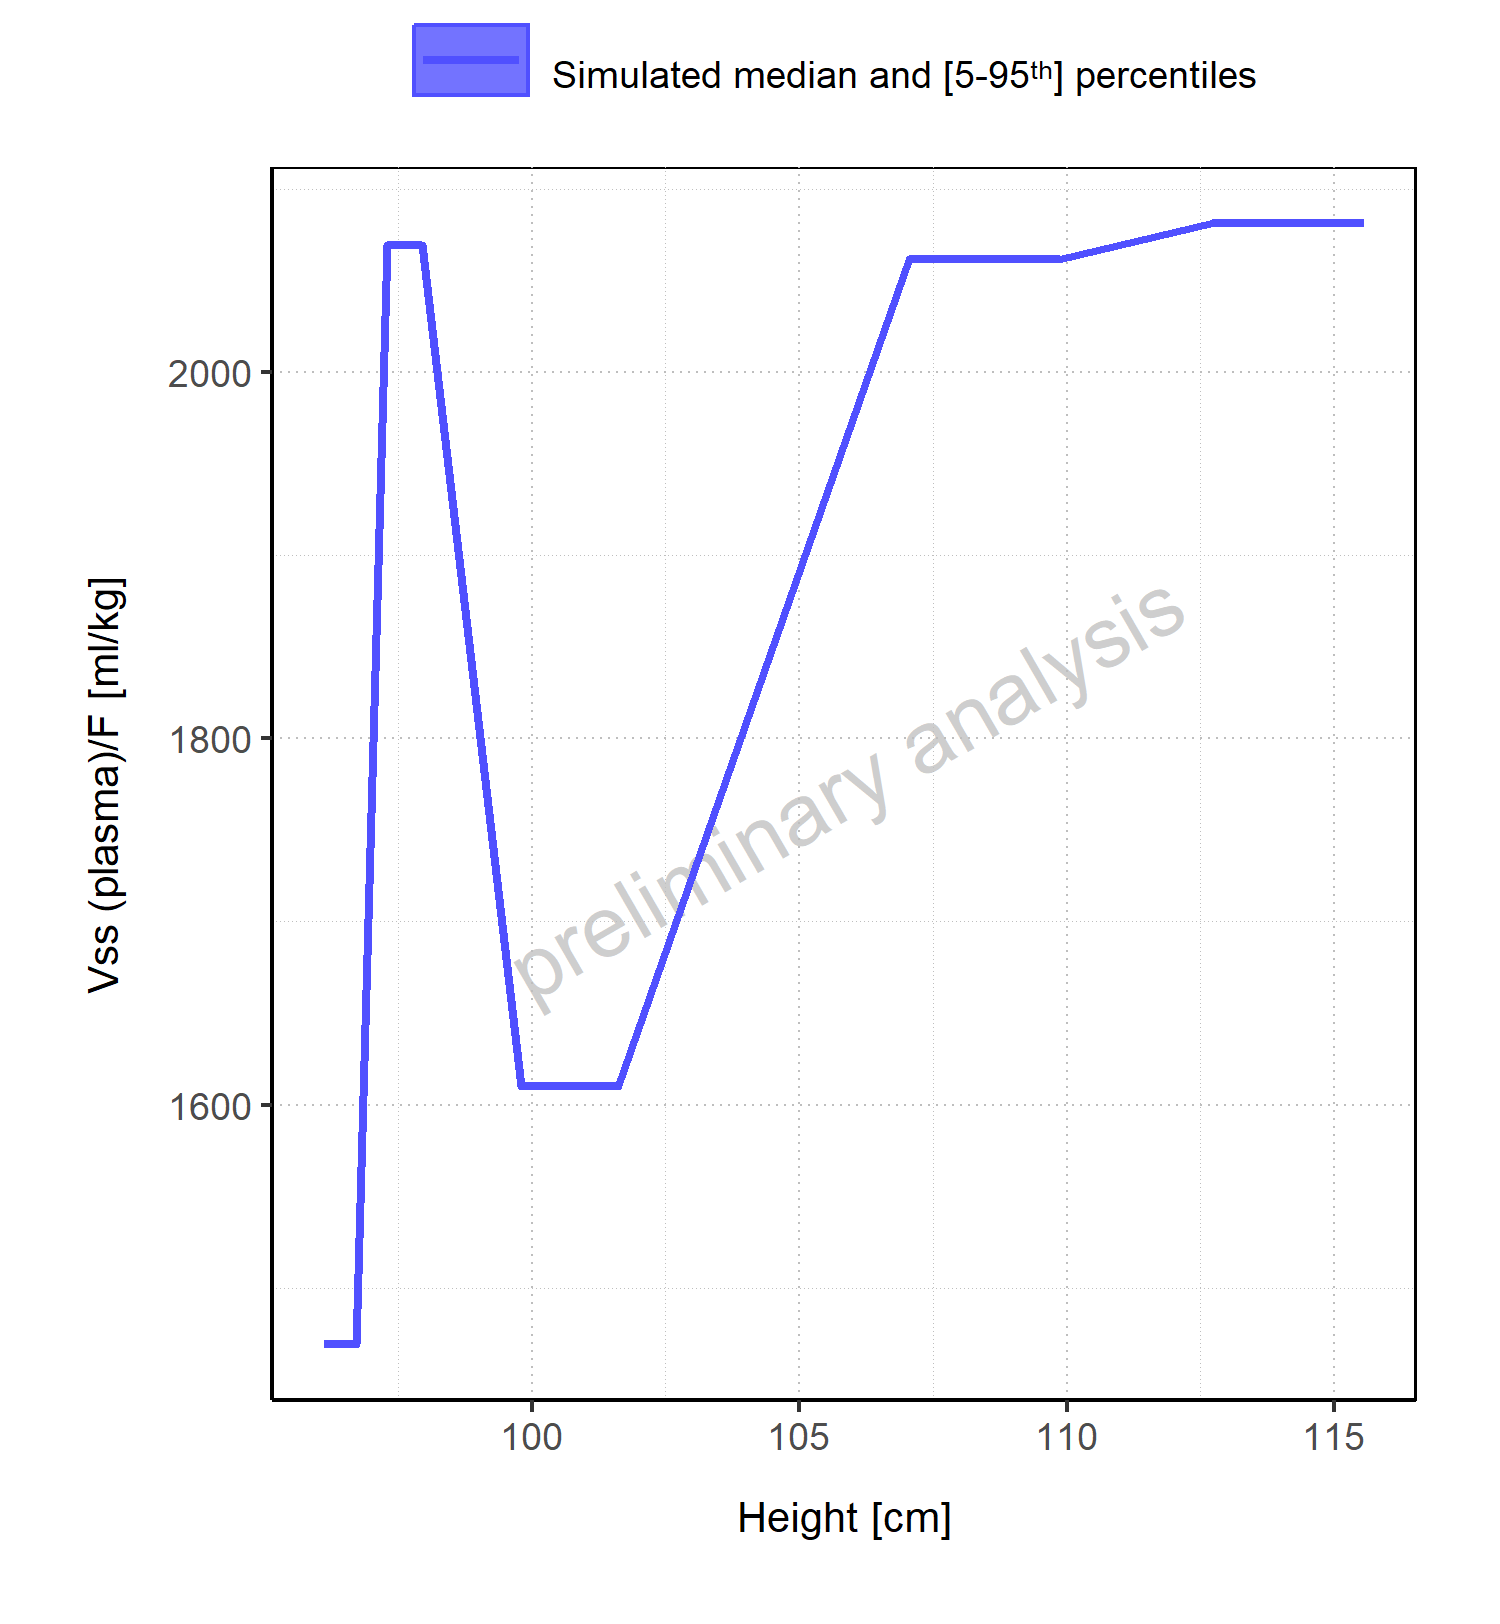 Simulated median and [5-95th] percentiles
2000
1800
1600
Vss (plasma)/F [ml/kg]
preliminary analysis
100 105 110 115
Height [cm]